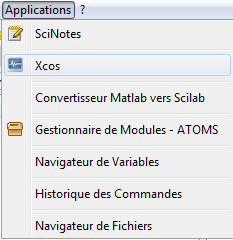 Applications ?
SciNotes
Xcos
Convertisseur Matlab vers Scilab
Gestionnaire de Modules - ATOMS
Navigateur de Variables
Historique des Commandes
Navigateur de Fichiers